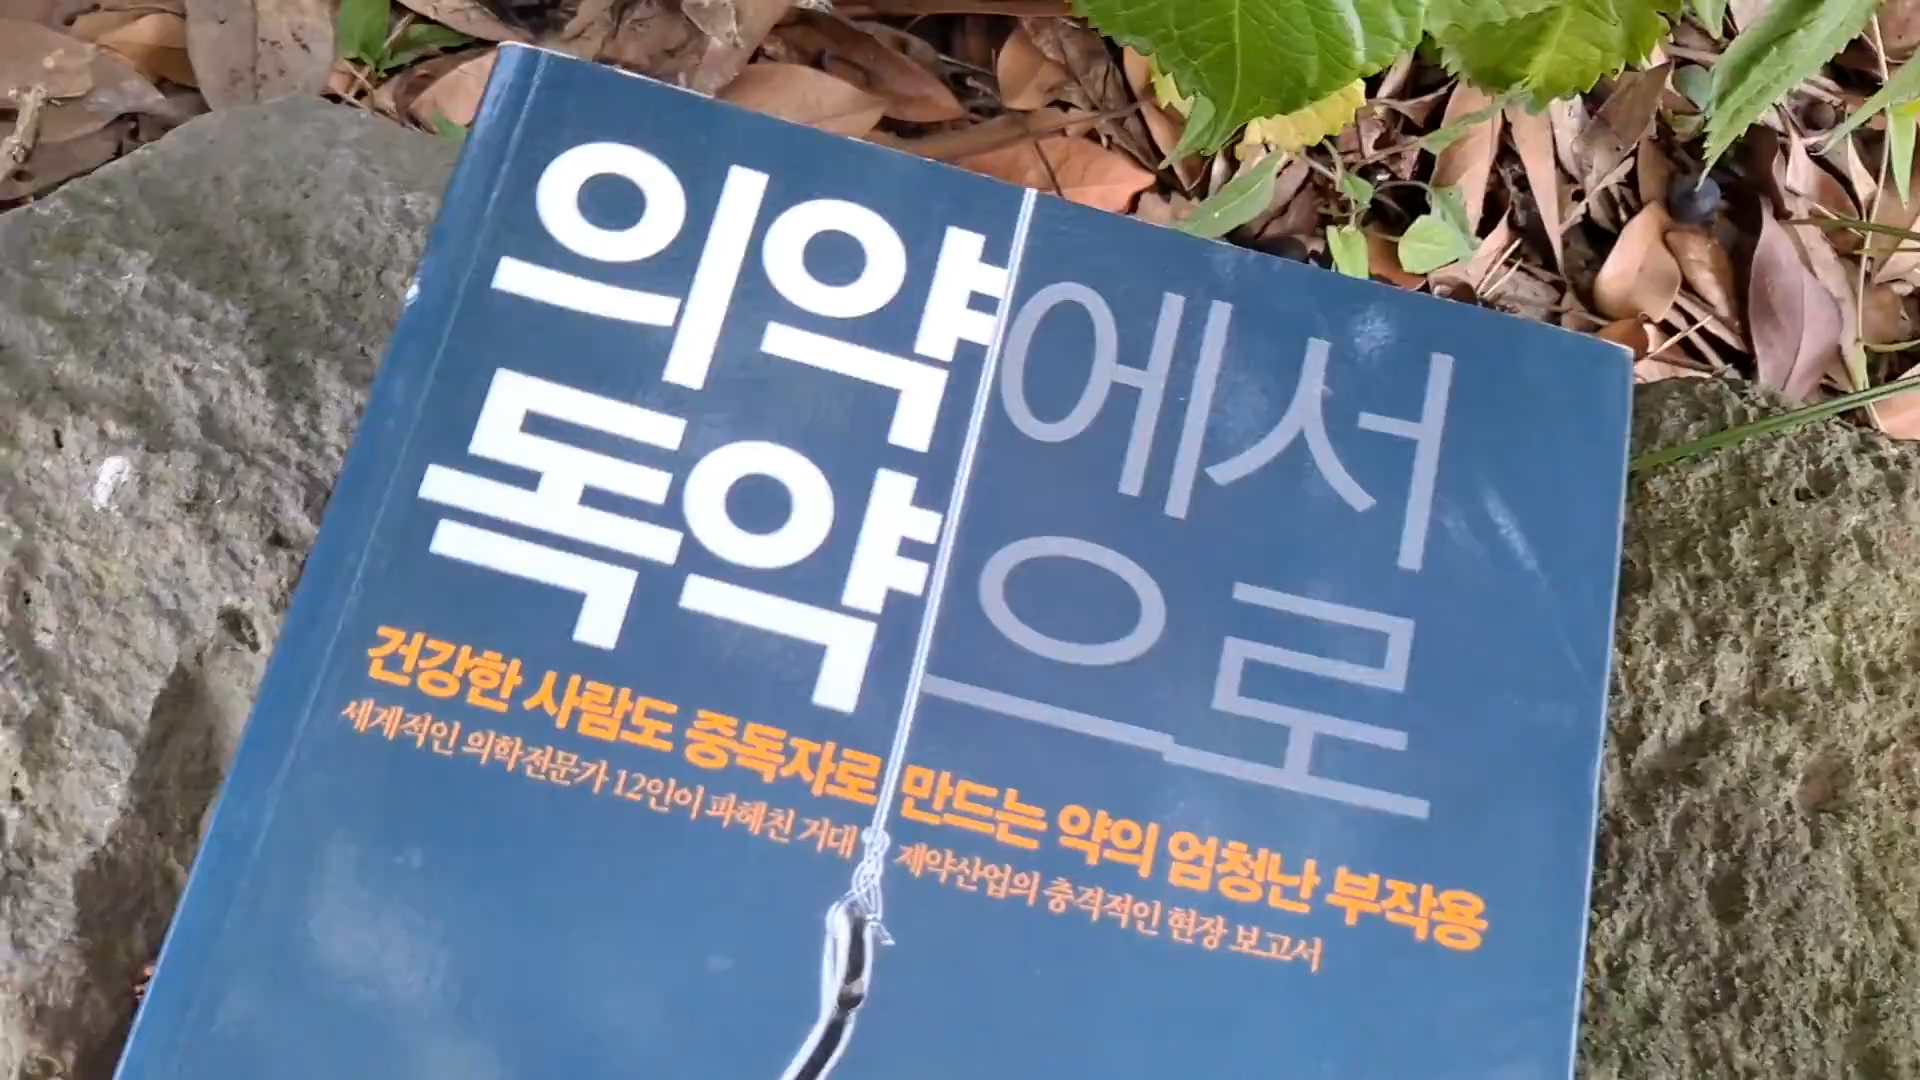 의약에서
독약으로
건강한 사람도 중독자로 만드는 약의 엄청난 부작용
세계적인 의학전문가 12인이 파헤친 거대 제약산업의 충격적인 현장 보고서